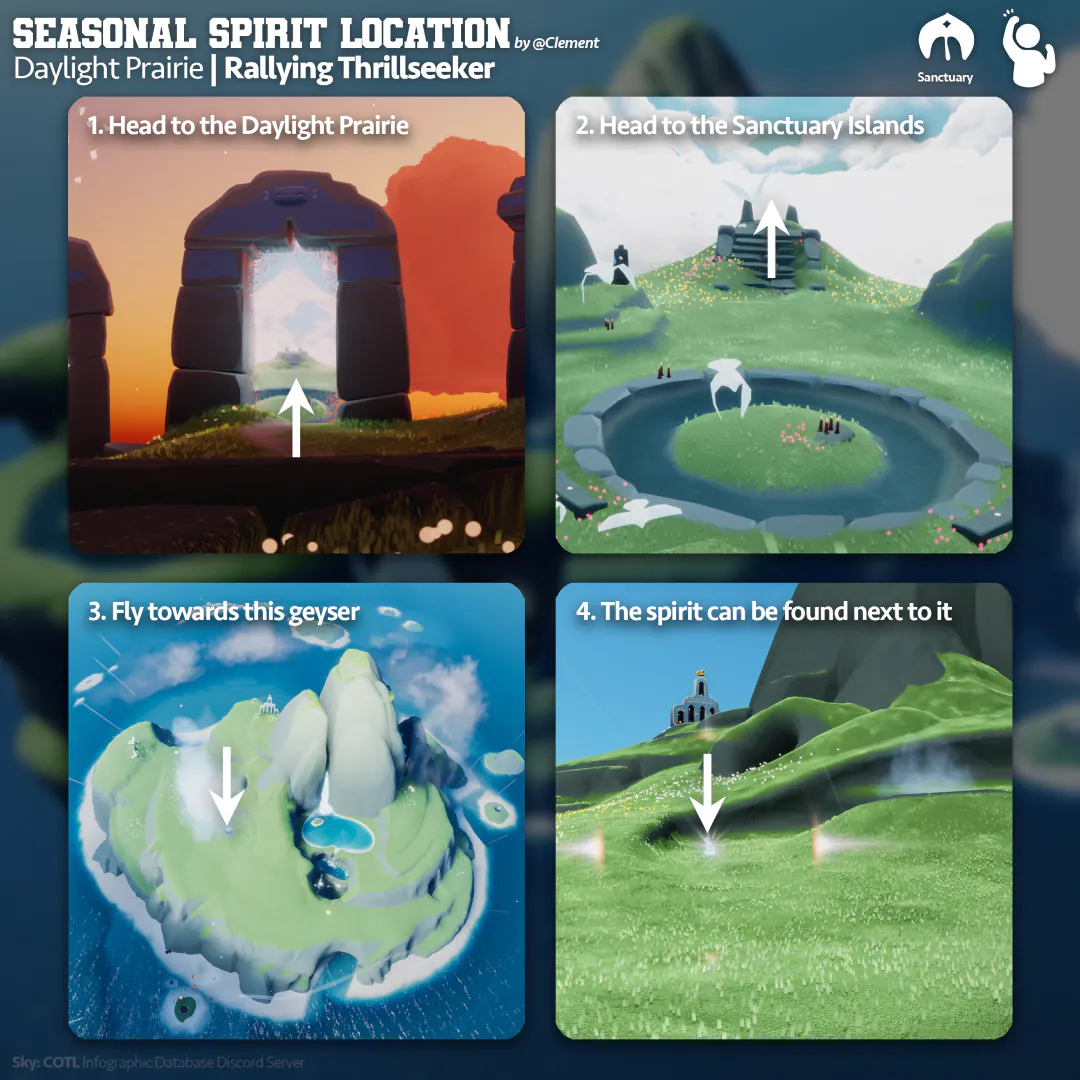 SEASONAL SPIRIT LOCATION by @Clement
Daylight Prairie | Rallying Thrillseeker
Sanctuary
1. Head to the Daylight Prairie
2. Head to the Sanctuary Islands
3. Fly towards this geyser
4. The spirit can be found next to it
Sky: COTL Infographic Database Discord Server